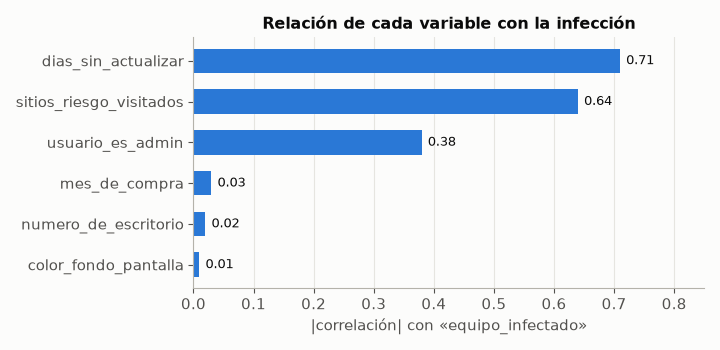 Relación de cada variable con la infección
dias_sin_actualizar 0.71
sitios_riesgo_visitados 0.64
usuario_es_admin 0.38
mes_de_compra 0.03
numero_de_escritorio 0.02
color_fondo_pantalla 0.01
0.0 0.1 0.2 0.3 0.4 0.5 0.6 0.7 0.8
|correlación| con «equipo_infectado»